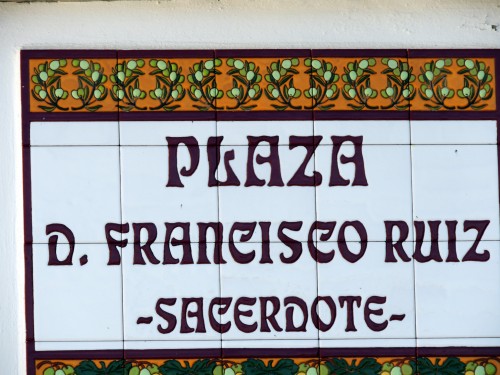 PLAZA
D. FRANCISCO RUIZ
-SACERDOTE-